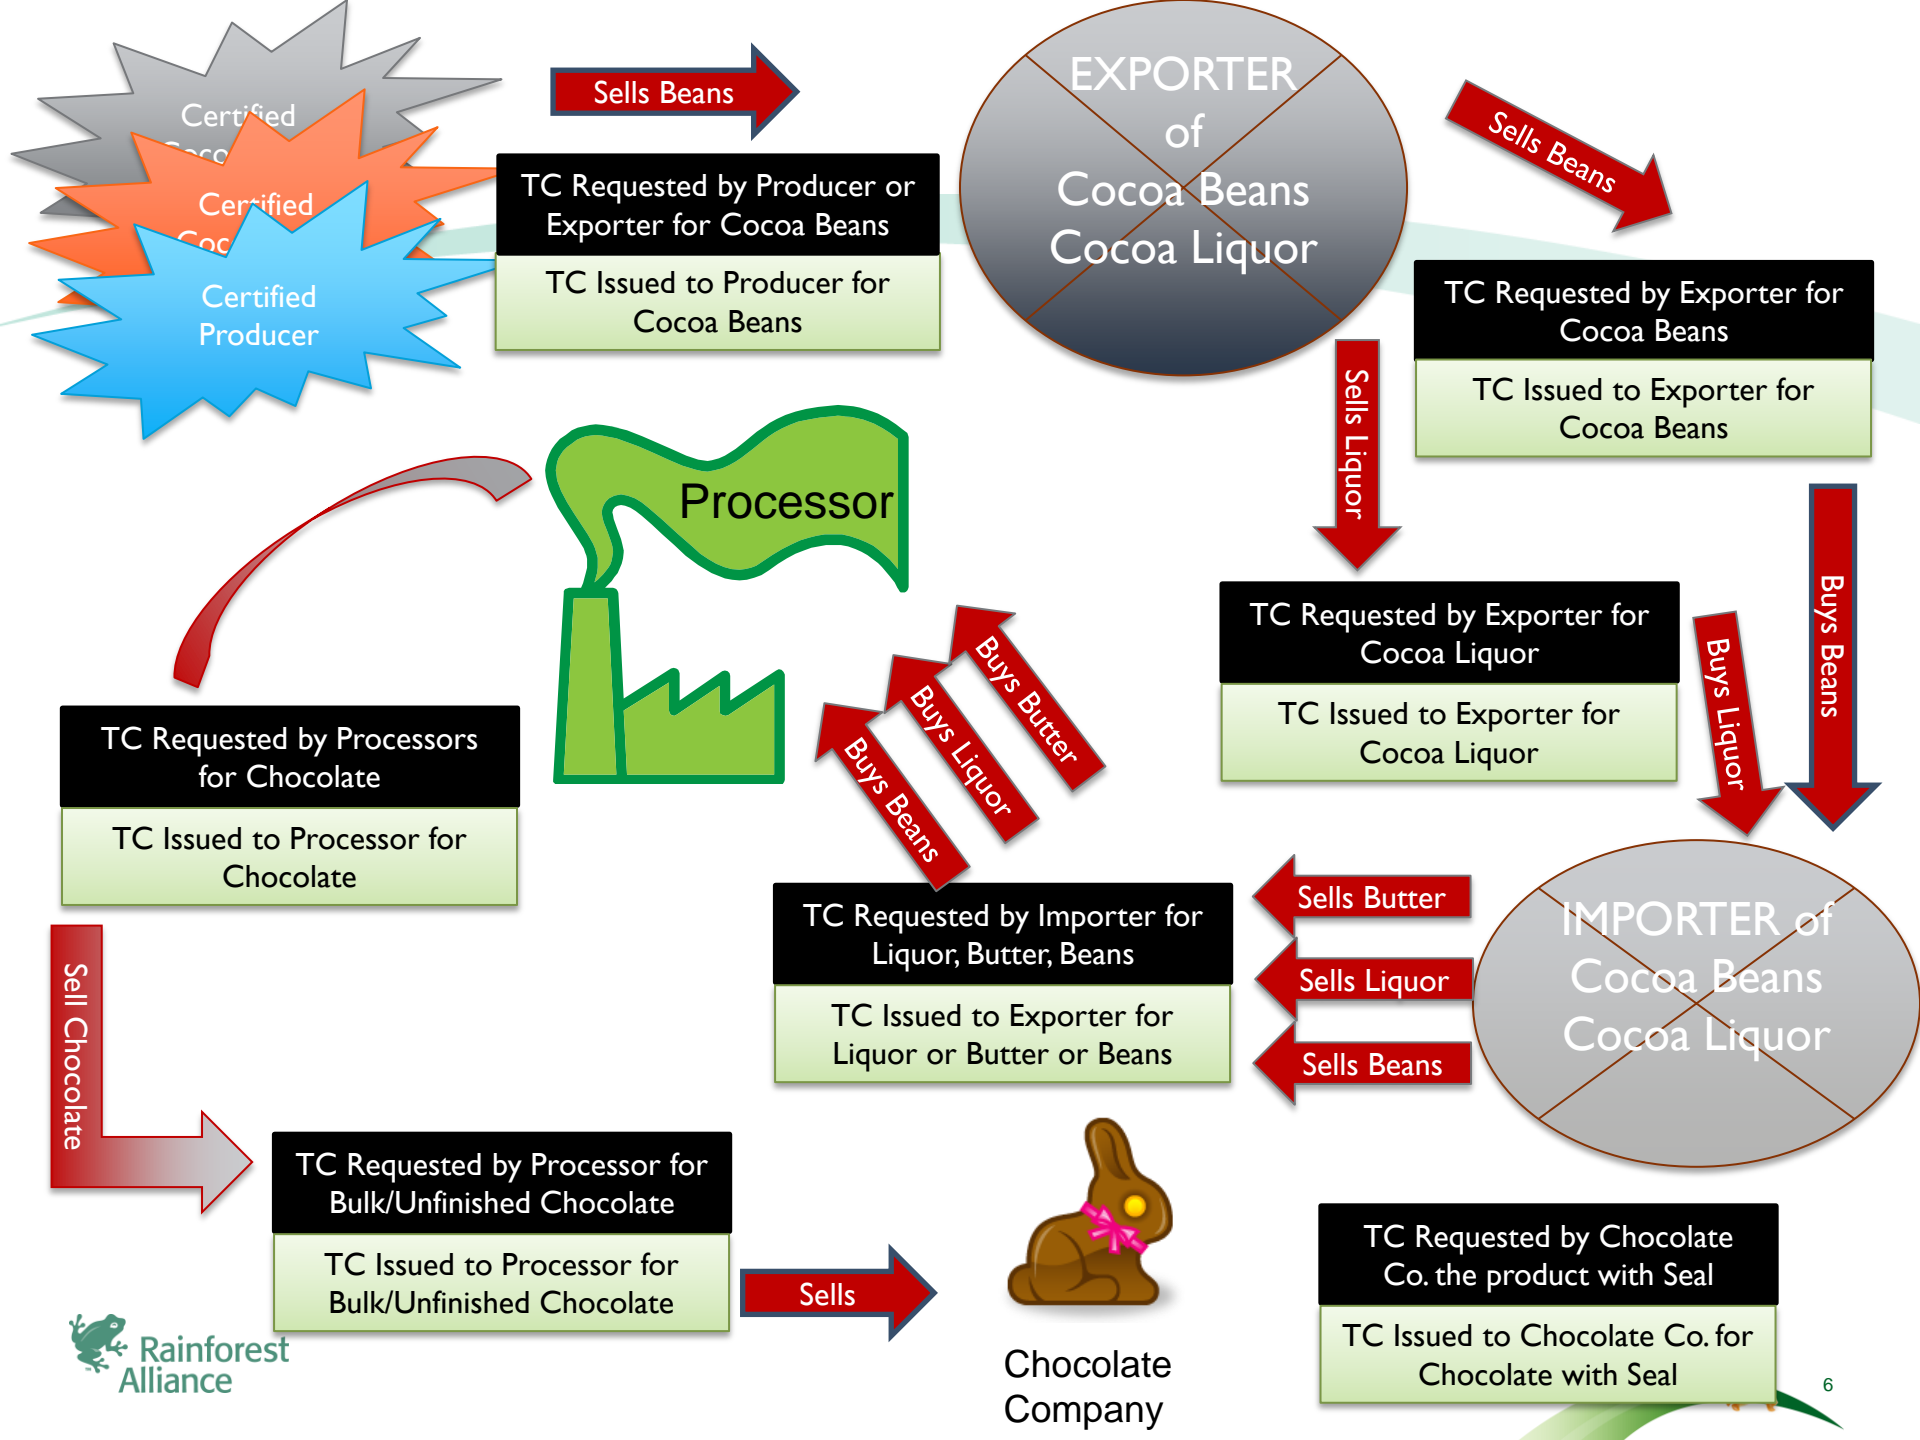 Certified
Certified
Certified
Producer
Sells Beans
TC Requested by Producer or
Exporter for Cocoa Beans
TC Issued to Producer for
Cocoa Beans
EXPORTER
of
Cocoa Beans
Cocoa Liquor
Sells Beans
TC Requested by Exporter for
Cocoa Beans
TC Issued to Exporter for
Cocoa Beans
Sells Liquor
TC Requested by Exporter for
Cocoa Liquor
TC Issued to Exporter for
Cocoa Liquor
Buys Liquor
Buys Beans
IMPORTER of
Cocoa Beans
Cocoa Liquor
Sells Butter
Sells Liquor
Sells Beans
TC Requested by Importer for
Liquor, Butter, Beans
TC Issued to Exporter for
Liquor or Butter or Beans
Buys Butter
Buys Liquor
Buys Beans
Processor
TC Requested by Processors
for Chocolate
TC Issued to Processor for
Chocolate
Sell Chocolate
TC Requested by Processor for
Bulk/Unfinished Chocolate
TC Issued to Processor for
Bulk/Unfinished Chocolate
Sells
Chocolate
Company
TC Requested by Chocolate
Co. the product with Seal
TC Issued to Chocolate Co. for
Chocolate with Seal
Rainforest
Alliance
6